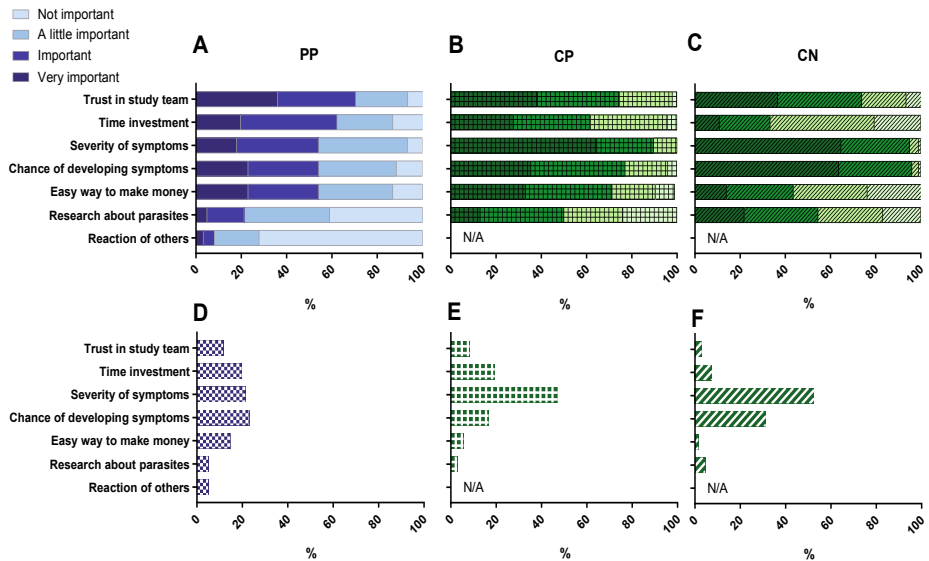 Not important
A little important
Important
Very important
A
PP
B
CP
C
CN
Trust in study team
Time investment
Severity of symptoms
Chance of developing symptoms
Easy way to make money
Research about parasites
Reaction of others
N/A
N/A
0 20 40 60 80 100
0 20 40 60 80 100
0 20 40 60 80 100
% % %
D
E
F
Trust in study team
Time investment
Severity of symptoms
Chance of developing symptoms
Easy way to make money
Research about parasites
Reaction of others
N/A
N/A
0 20 40 60 80 100
0 20 40 60 80 100
0 20 40 60 80 100
% % %